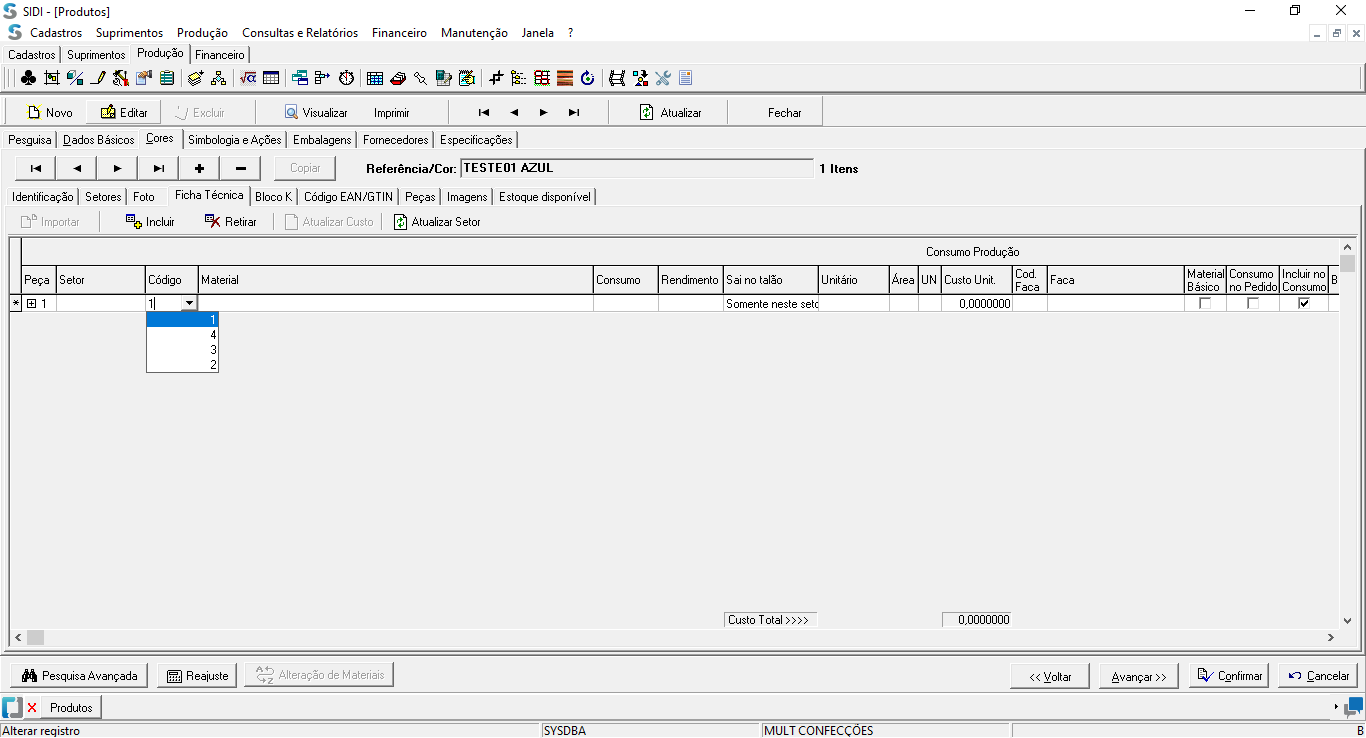 SIDI - [Produtos]
Cadastros Suprimentos Produção Consultas e Relatórios Financeiro Manutenção Janela ?
Cadastros Suprimentos Produção Financeiro
Novo Editar Excluir Visualizar Imprimir Atualizar Fechar
Pesquisa Dados Básicos Cores Simbologia e Ações Embalagens Fornecedores Especificações
Copiar Referência/Cor: TESTE01 AZUL 1 Itens
Identificação Setores Foto Ficha Técnica Bloco K Código EAN/GTIN Peças Imagens Estoque disponível
Importar Incluir Retirar Atualizar Custo Atualizar Setor
Consumo Produção
Peça Setor Código Material Consumo Rendimento Sai no talão Unitário Área UN Custo Unit. Cod. Faca Faca Material Básico Consumo no Pedido Incluir no Consumo B
* 1 1 Somente neste seto 0,0000000
1
4
3
2
Custo Total >>>> 0,0000000
Pesquisa Avançada Reajuste Alteração de Materiais << Voltar Avançar >> Confirmar Cancelar
Produtos
Alterar registro SYSDBA MULT CONFECÇÕES B